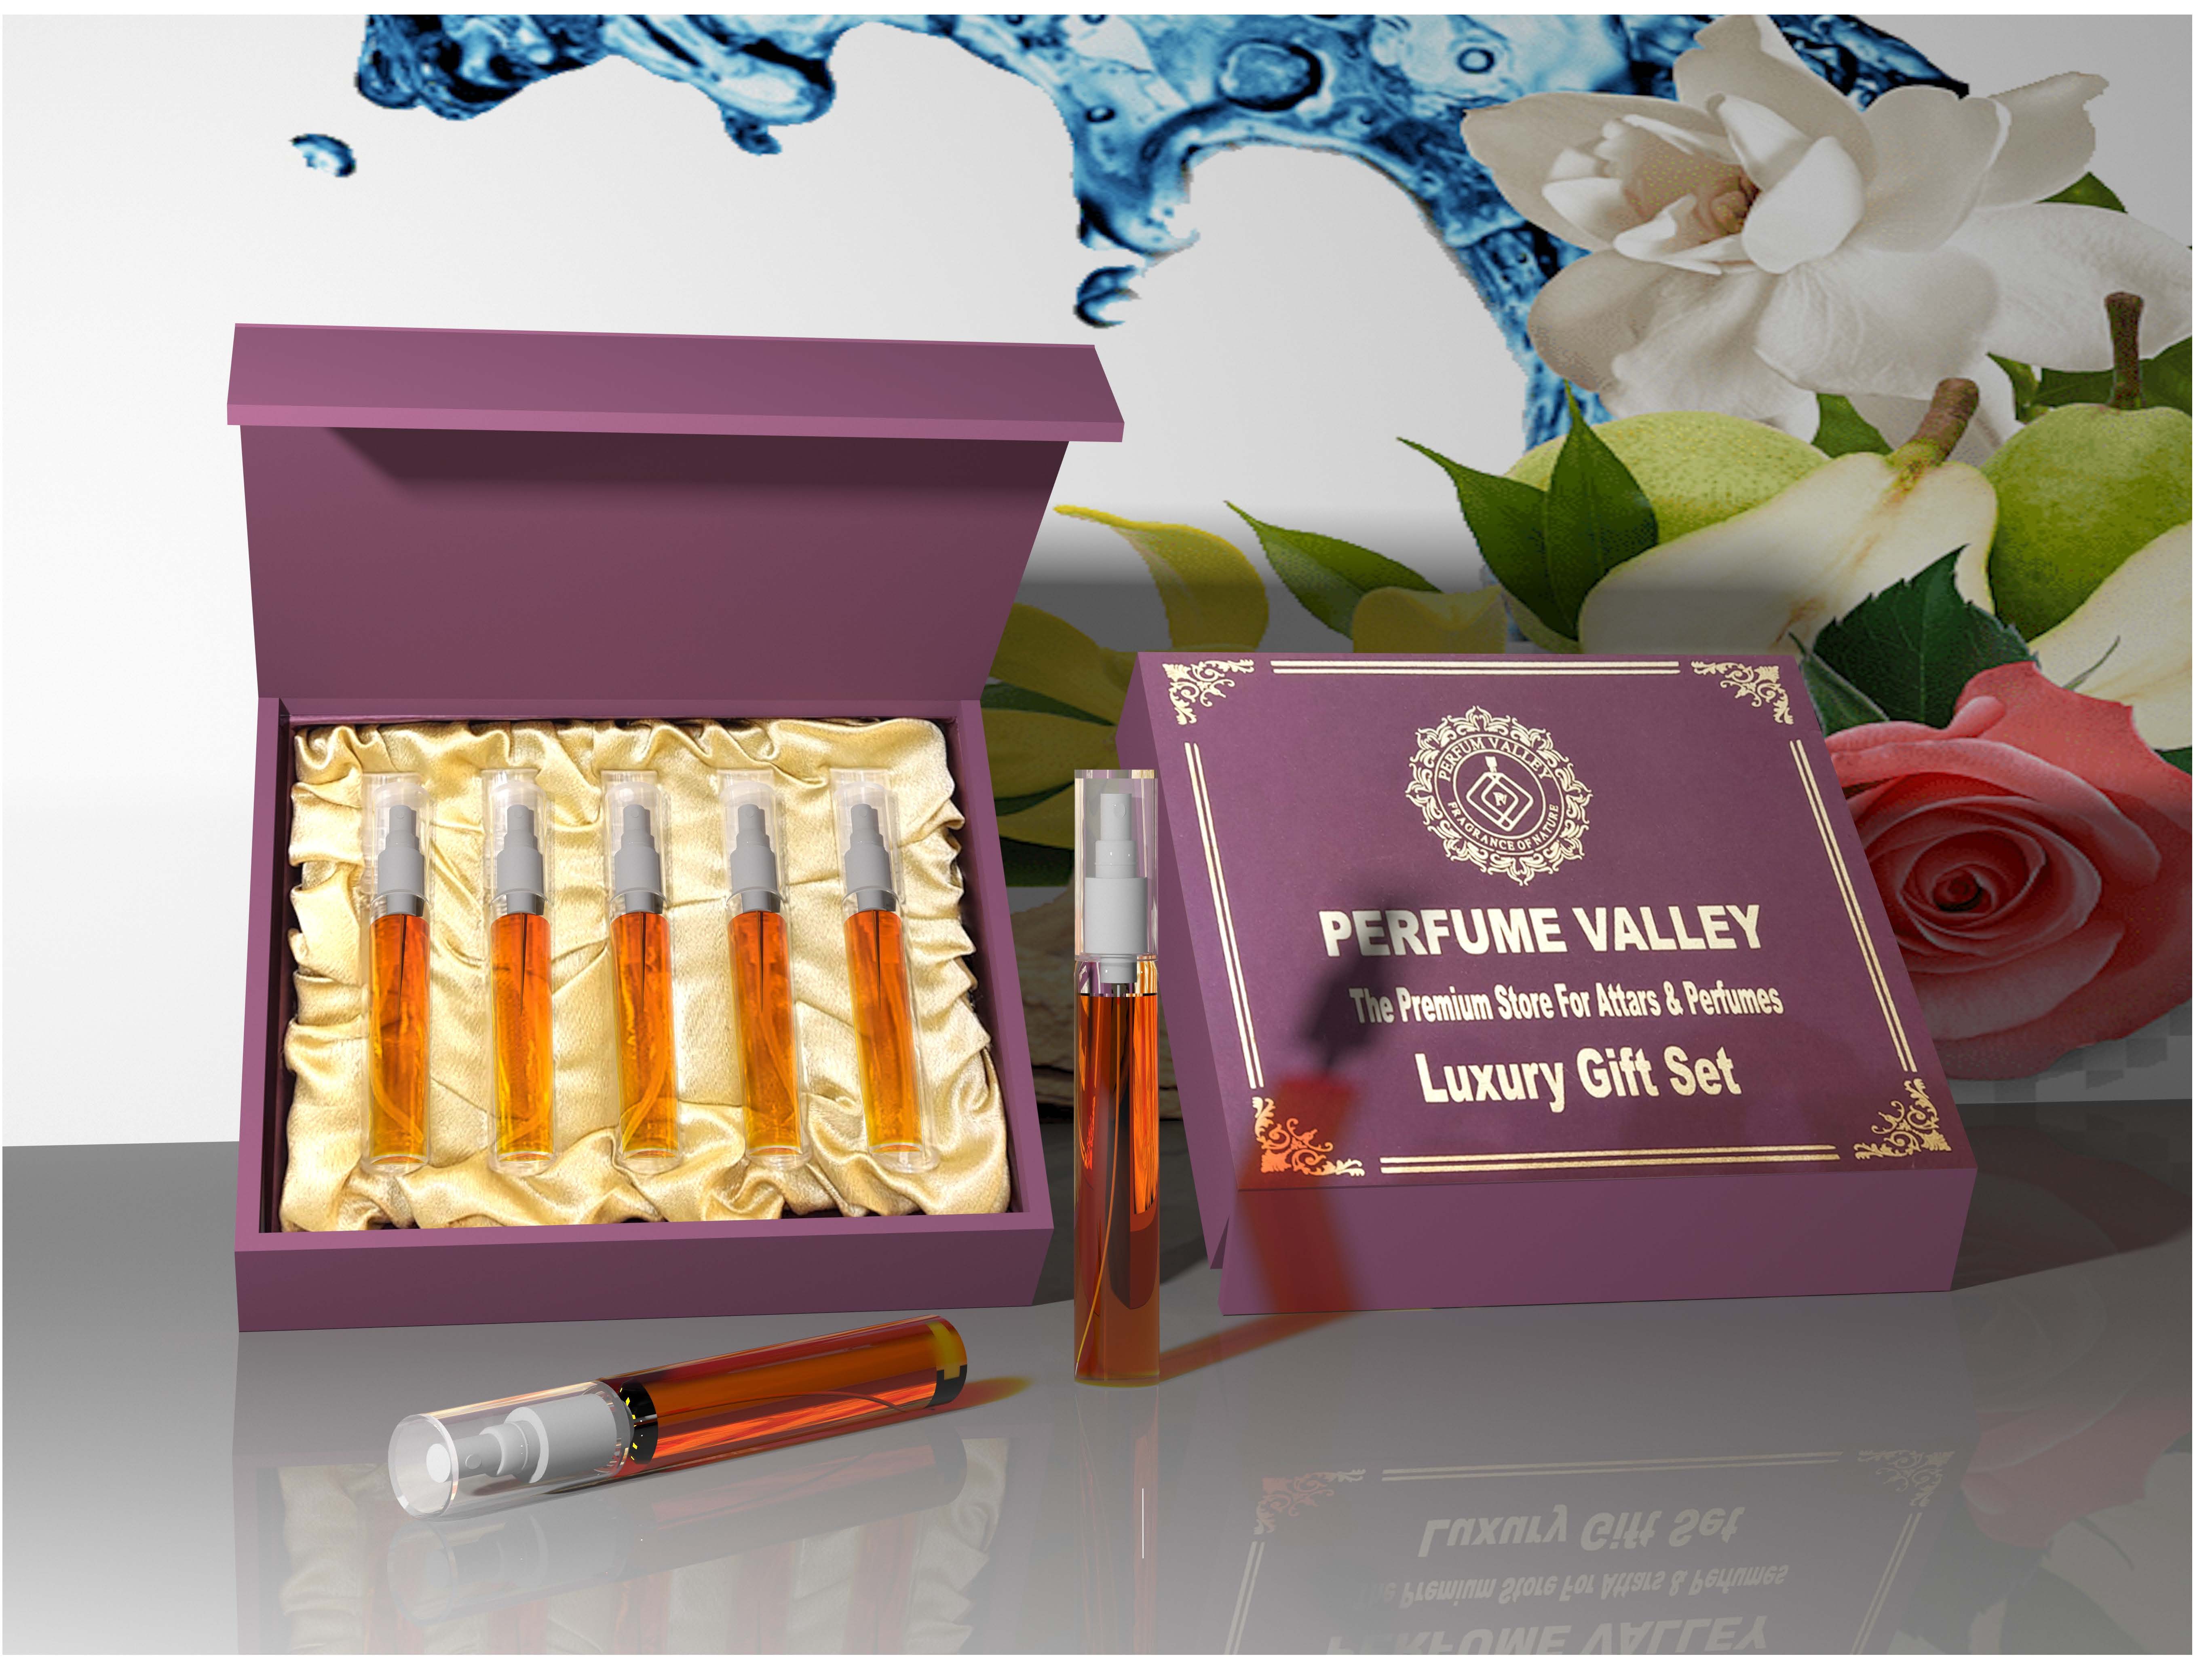 PERFUM VALLEY
FRAGRANCE OF NATURE
PERFUME VALLEY
The Premium Store For Attars & Perfumes
Luxury Gift Set